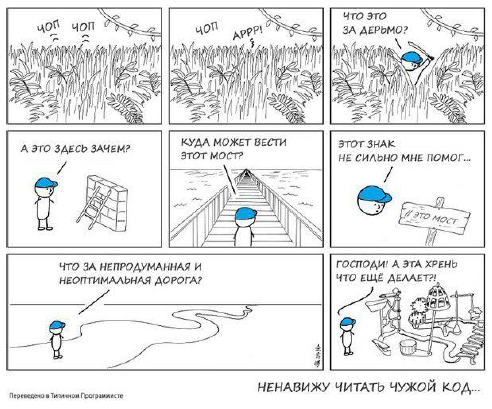 ЧОП
ЧОП
ЧОП
АРРР!
ЧТО ЭТО
ЗА ДЕРЬМО?
А ЭТО ЗДЕСЬ ЗАЧЕМ?
КУДА МОЖЕТ ВЕСТИ
ЭТОТ МОСТ?
ЭТОТ ЗНАК
НЕ СИЛЬНО МНЕ ПОМОГ...
// ЭТО МОСТ
ЧТО ЗА НЕПРОДУМАННАЯ И
НЕОПТИМАЛЬНАЯ ДОРОГА?
ГОСПОДИ! А ЭТА ХРЕНЬ
ЧТО ЕЩЁ ДЕЛАЕТ?!
НЕНАВИЖУ ЧИТАТЬ ЧУЖОЙ КОД...
Переведено в Типичном Программисте